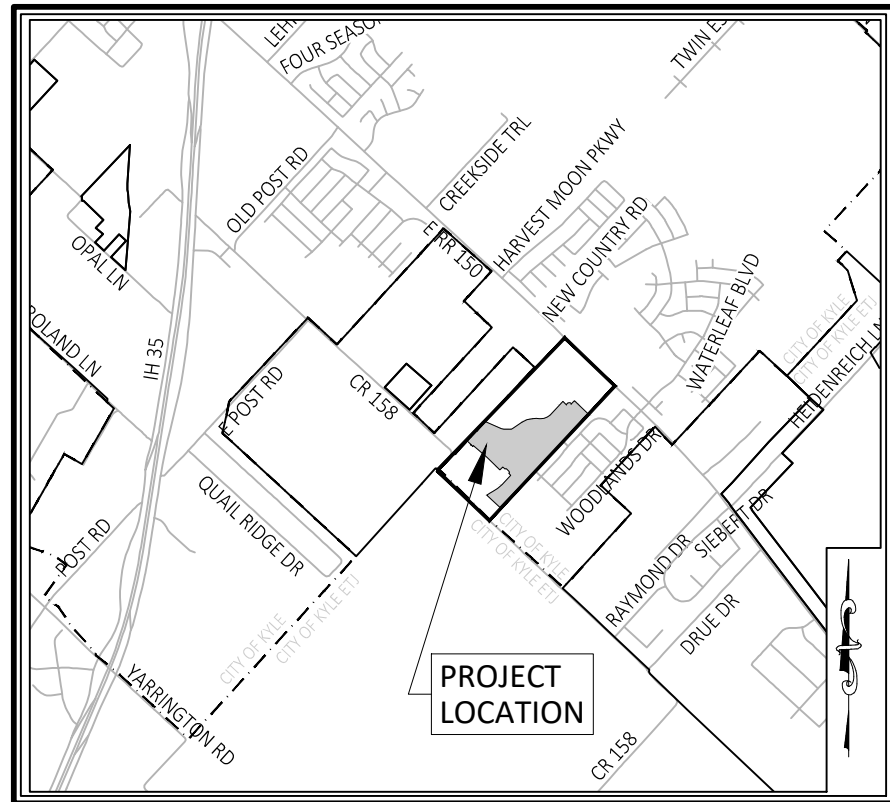 FOUR SEASO
TWIN ES
CREEKSIDE TRL
HARVEST MOON PKWY
OLD POST RD
E RR 150
NEW COUNTRY RD
OPAL LN
WATERLEAF BLVD
ROLAND LN
IH 35
CITY OF KYLE
CITY OF KYLE ETJ
HEIDENREICH LN
E POST RD
CR 158
WOODLANDS DR
QUAIL RIDGE DR
CITY OF KYLE
CITY OF KYLE ETJ
SIEBERT DR
RAYMOND DR
POST RD
DRUE DR
CITY OF KYLE
CITY OF KYLE ETJ
PROJECT
LOCATION
YARRINGTON RD
CR 158